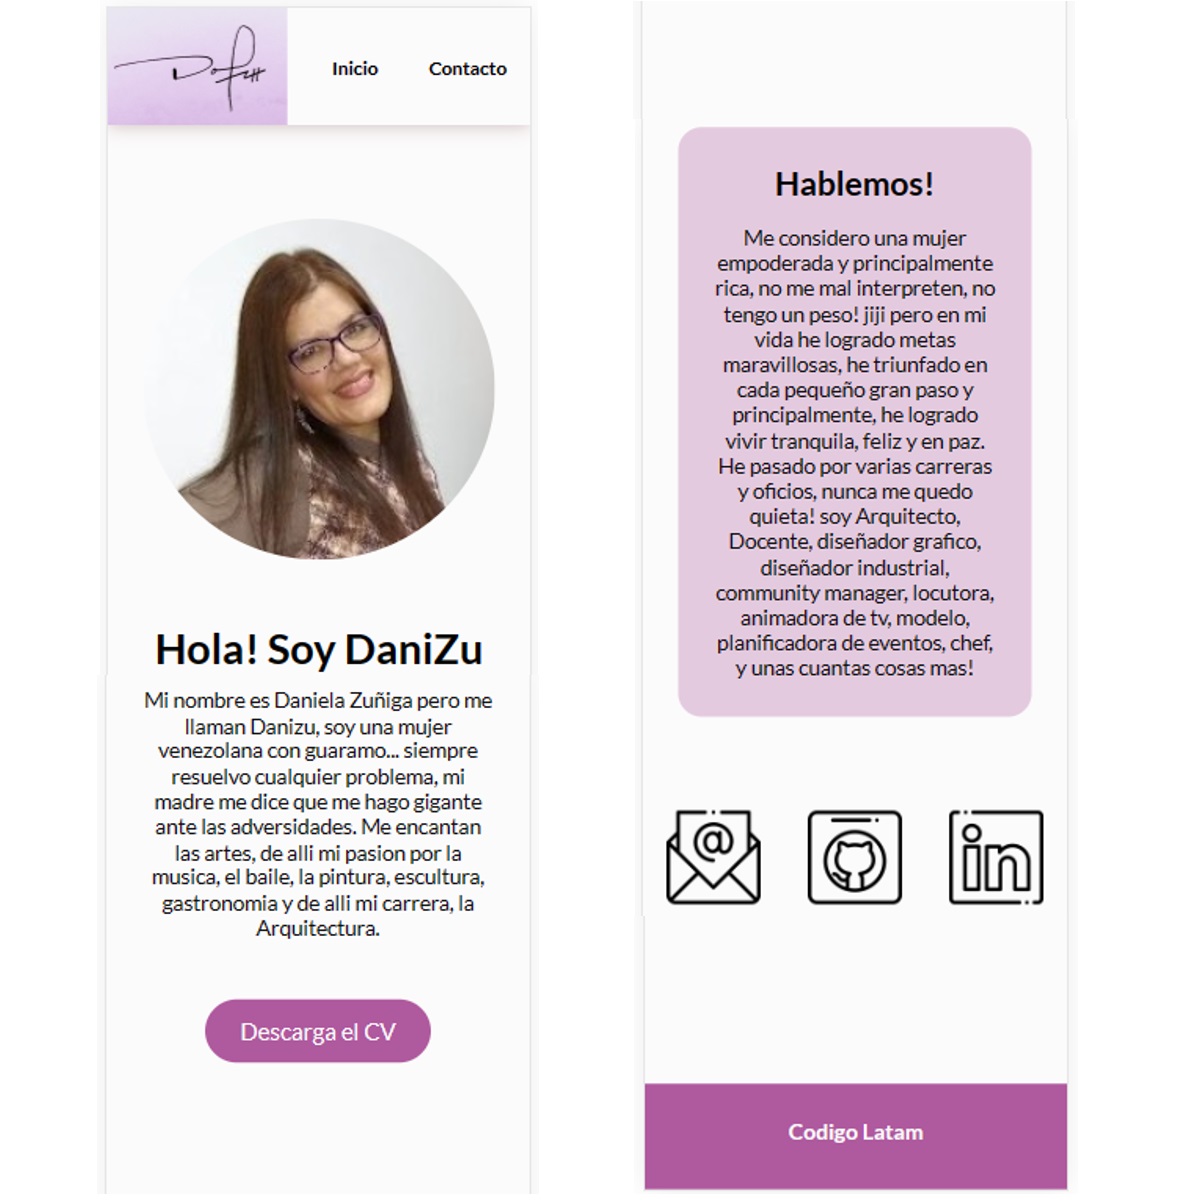 Inicio
Contacto
Hola! Soy DaniZu
Mi nombre es Daniela Zuñiga pero me
llaman Danizu, soy una mujer
venezolana con guaramo... siempre
resuelvo cualquier problema, mi
madre me dice que me hago gigante
ante las adversidades. Me encantan
las artes, de alli mi pasion por la
musica, el baile, la pintura, escultura,
gastronomia y de alli mi carrera, la
Arquitectura.
Descarga el CV
Hablemos!
Me considero una mujer
empoderada y principalmente
rica, no me mal interpreten, no
tengo un peso! jiji pero en mi
vida he logrado metas
maravillosas, he triunfado en
cada pequeño gran paso y
principalmente, he logrado
vivir tranquila, feliz y en paz.
He pasado por varias carreras
y oficios, nunca me quedo
quieta! soy Arquitecto,
Docente, diseñador grafico,
diseñador industrial,
community manager, locutora,
animadora de tv, modelo,
planificadora de eventos, chef,
y unas cuantas cosas mas!
@
in
Codigo Latam